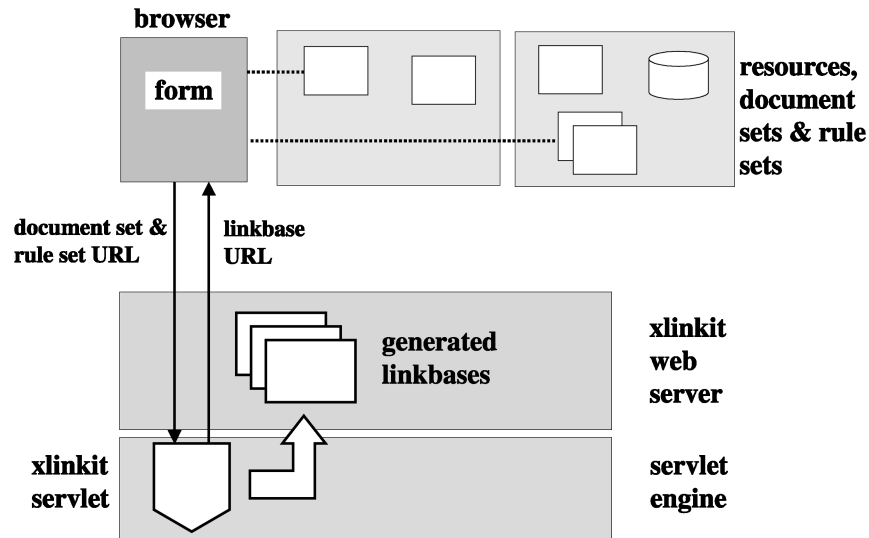 browser
form
resources,
document
sets & rule
sets
document set &
rule set URL
linkbase
URL
generated
linkbases
xlinkit
web
server
xlinkit
servlet
servlet
engine